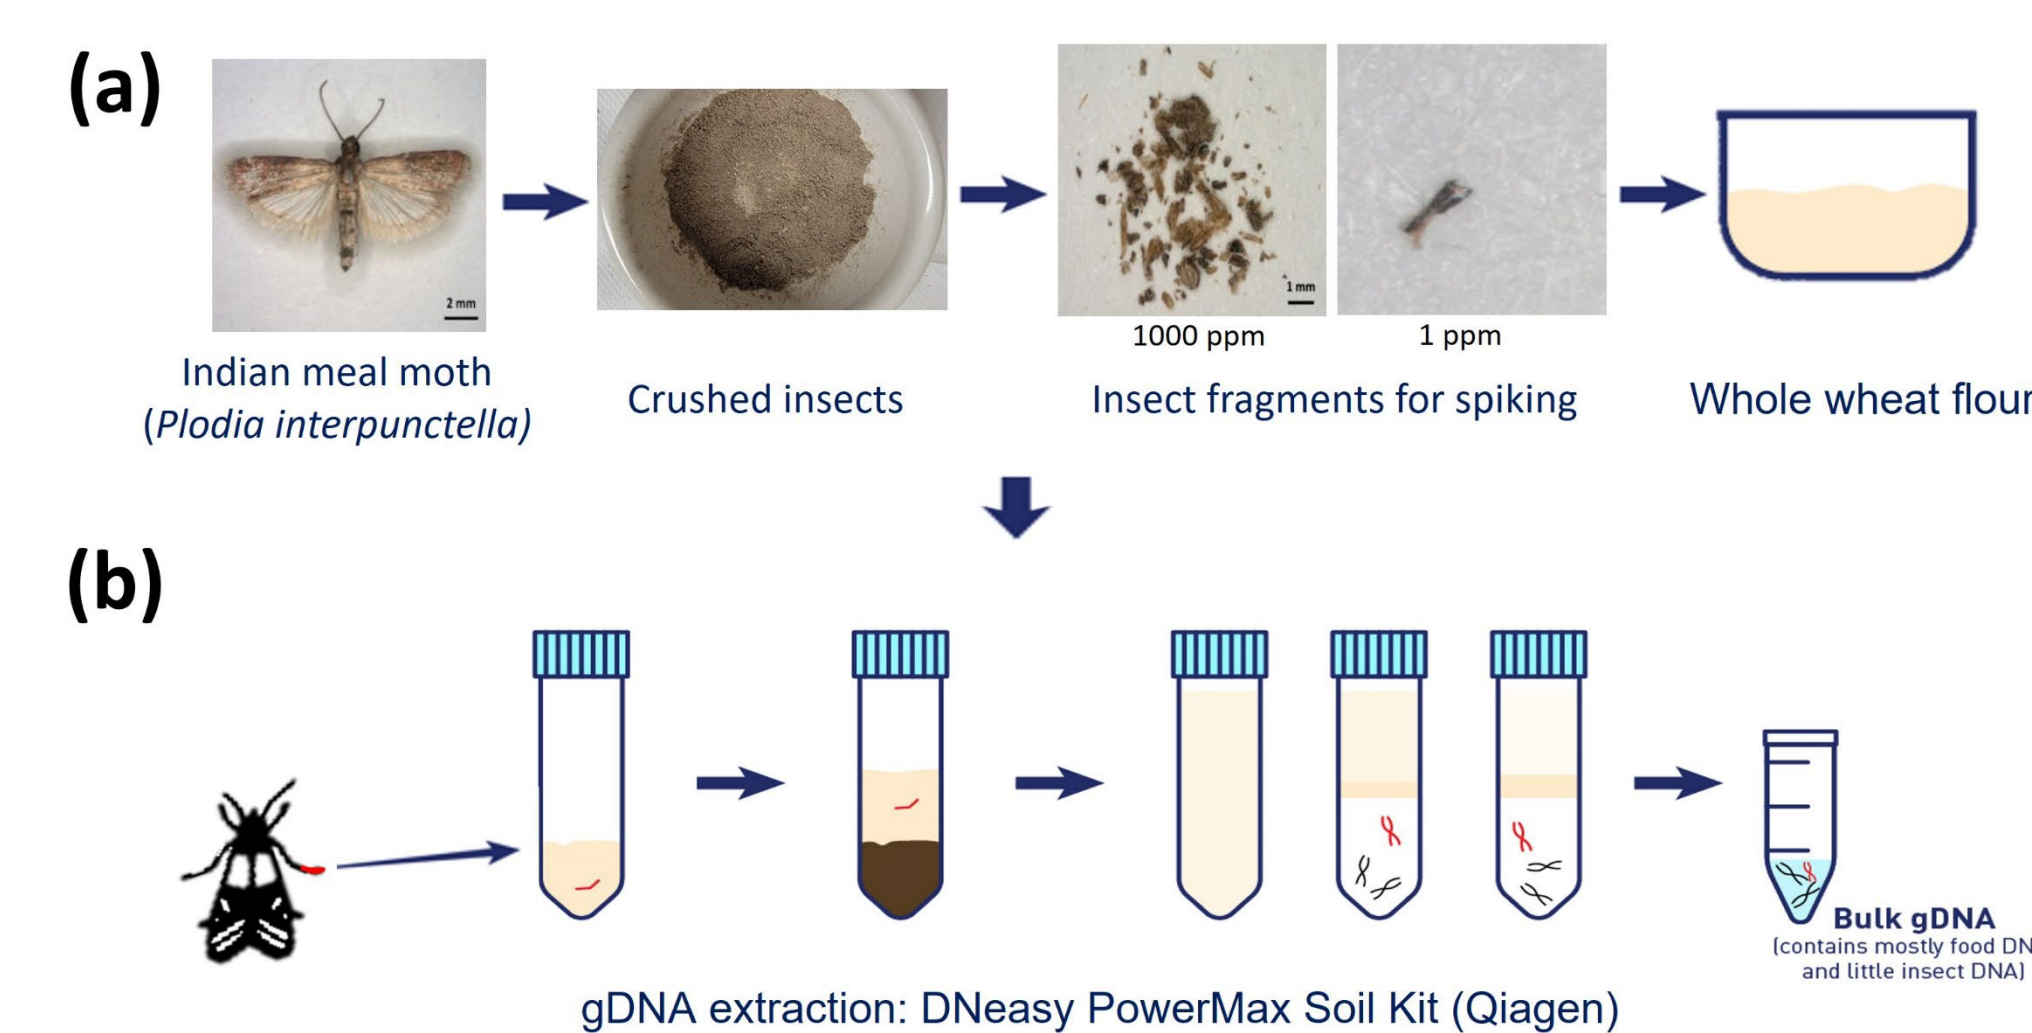 (a)
2 mm
1 mm
1000 ppm
1 ppm
Indian meal moth
(Plodia interpunctella)
Crushed insects
Insect fragments for spiking
Whole wheat flour
(b)
Bulk gDNA
(contains mostly food DN
and little insect DNA)
gDNA extraction: DNeasy PowerMax Soil Kit (Qiagen)